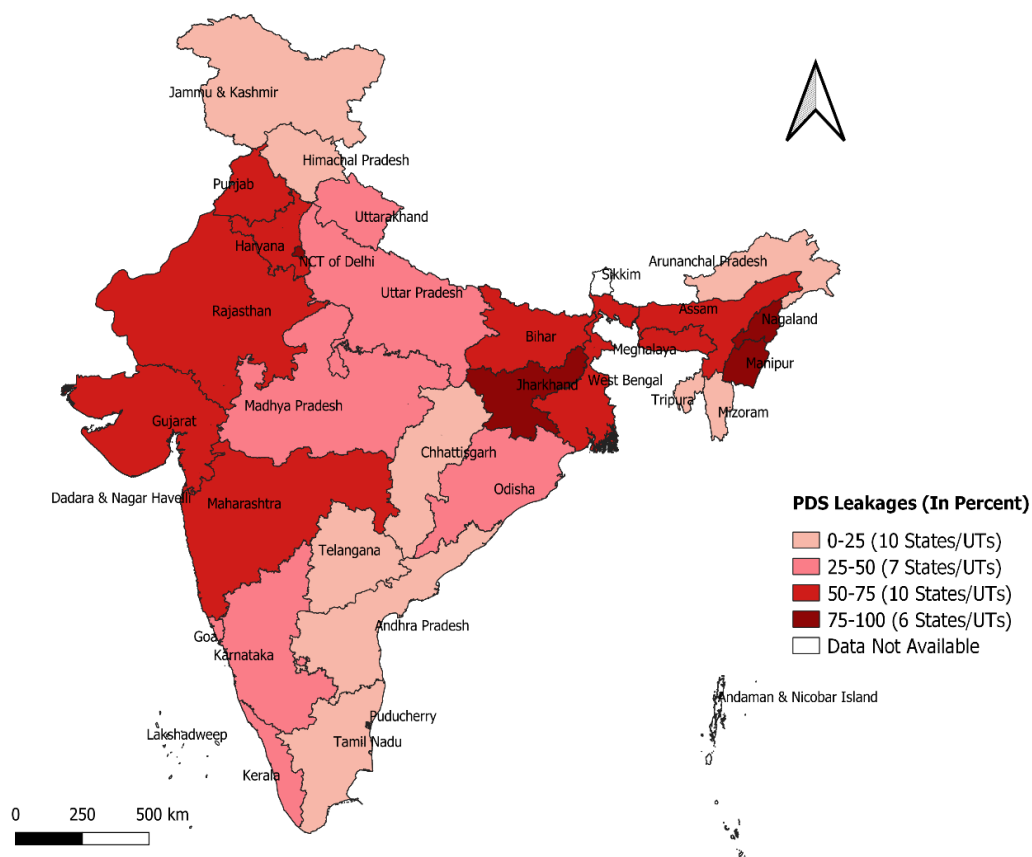 Jammu & Kashmir
Himachal Pradesh
Punjab
Uttarakhand
Haryana
NCT of Delhi
Arunanchal Pradesh
Sikkim
Uttar Pradesh
Rajasthan
Assam
Nagaland
Bihar
Meghalaya
Manipur
Jharkhand
West Bengal
Tripura
Mizoram
Madhya Pradesh
Gujarat
Chhattisgarh
Odisha
Dadara & Nagar Havelli
Maharashtra
Telangana
Andhra Pradesh
Goa
Karnataka
Puducherry
Tamil Nadu
Lakshadweep
Kerala
Andaman & Nicobar Island
PDS Leakages (In Percent)
0-25 (10 States/UTs)
25-50 (7 States/UTs)
50-75 (10 States/UTs)
75-100 (6 States/UTs)
Data Not Available
0 250 500 km